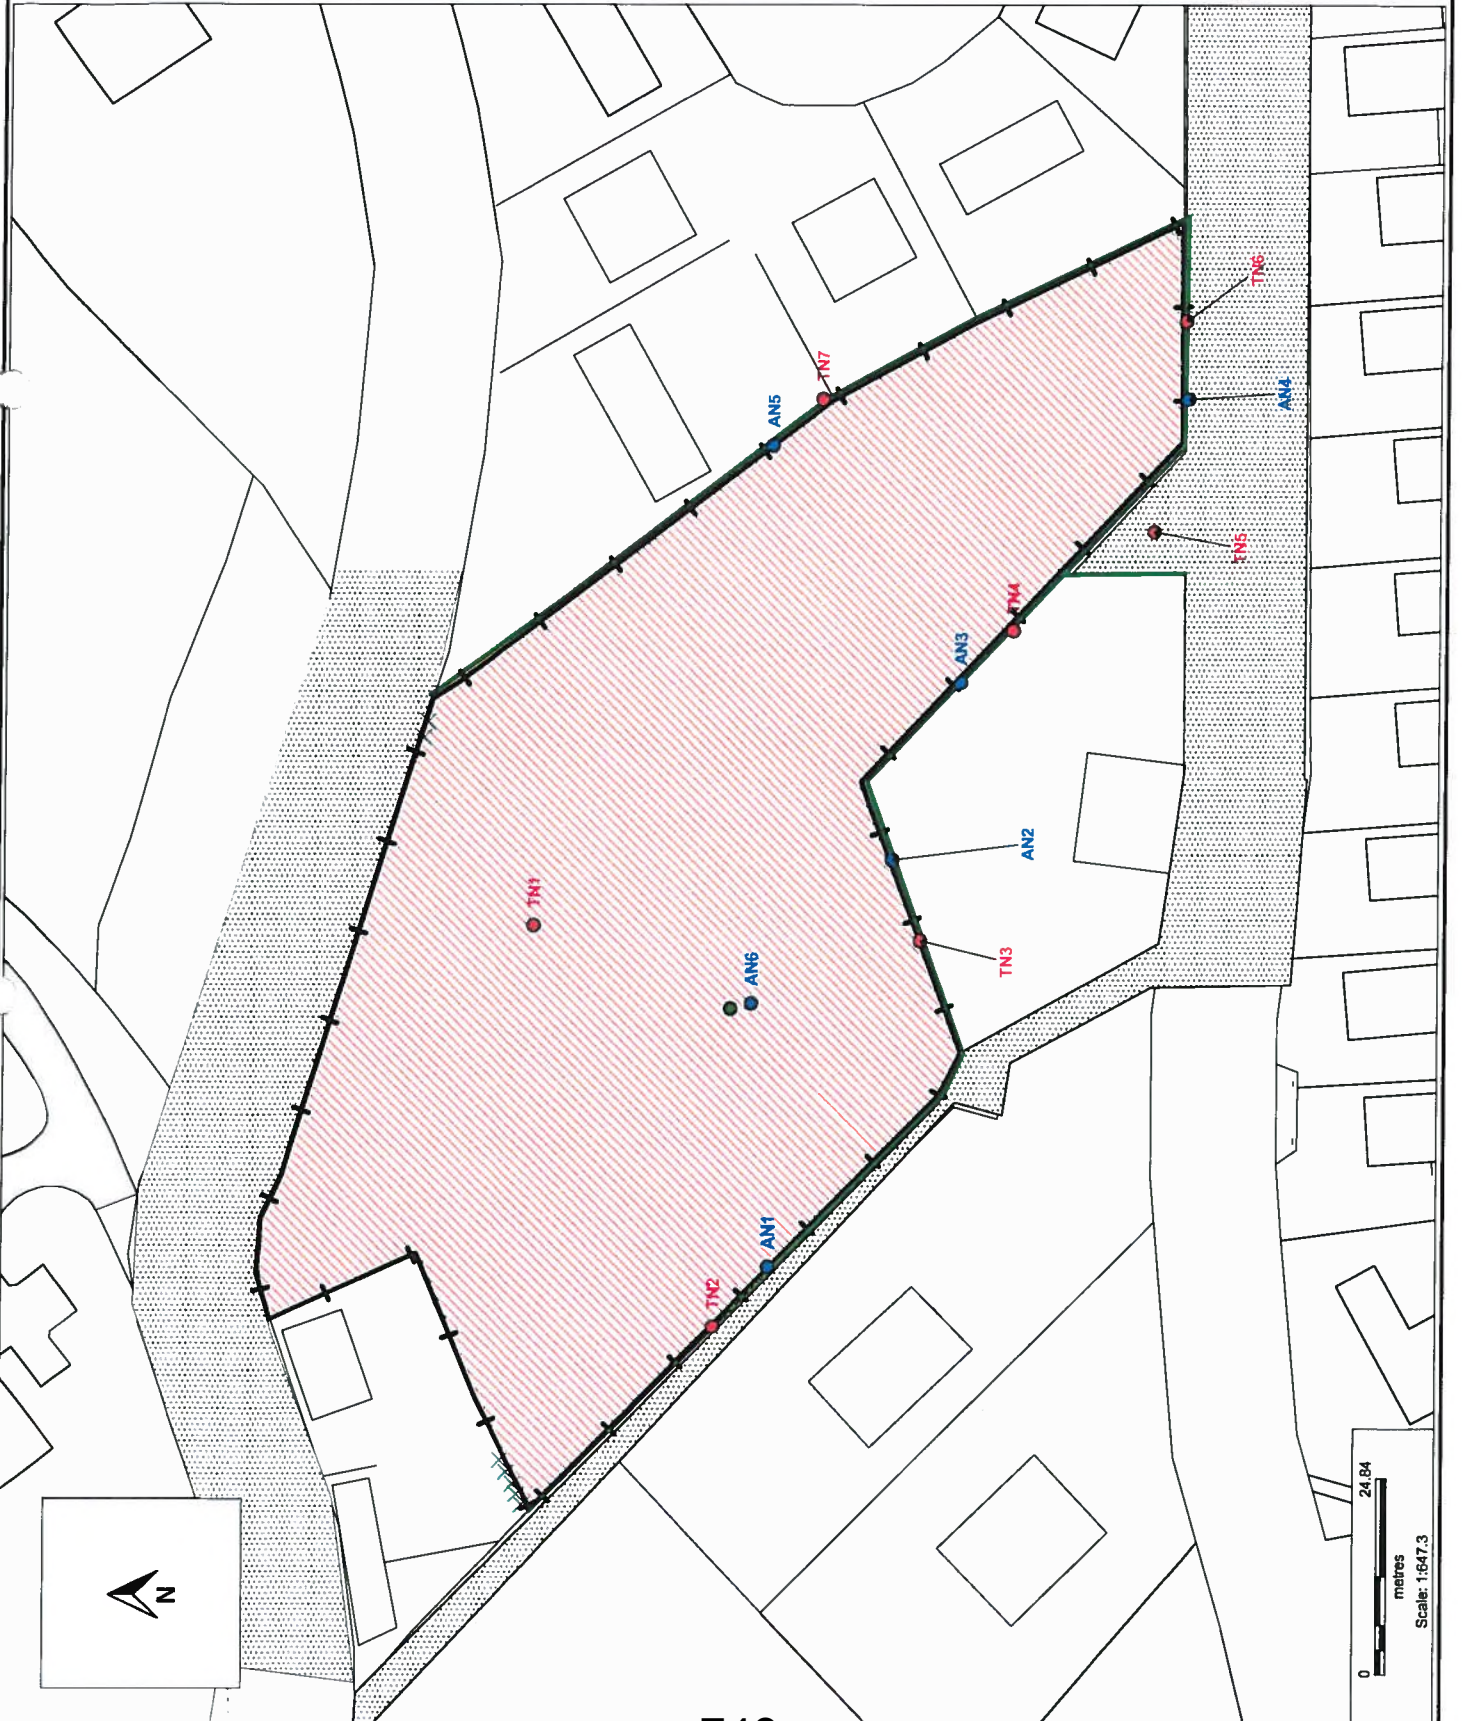 TN6
AN4
TN7
AN5
TN5
TN4
AN3
AN2
TN1
AN6
TN3
AN1
TN2
N
0
24.84
metres
Scale: 1:647.3